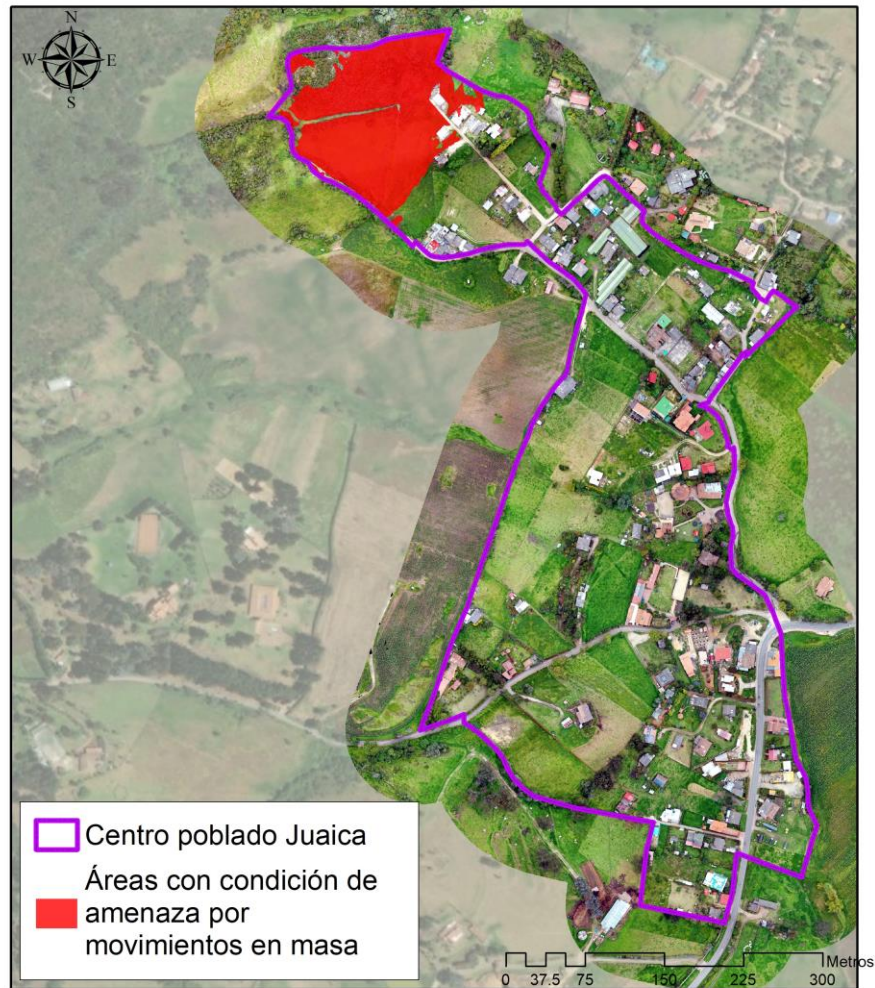 N
W E
S
Centro poblado Juaica
Áreas con condición de
amenaza por
movimientos en masa
Metros
0 37.5 75 150 225 300